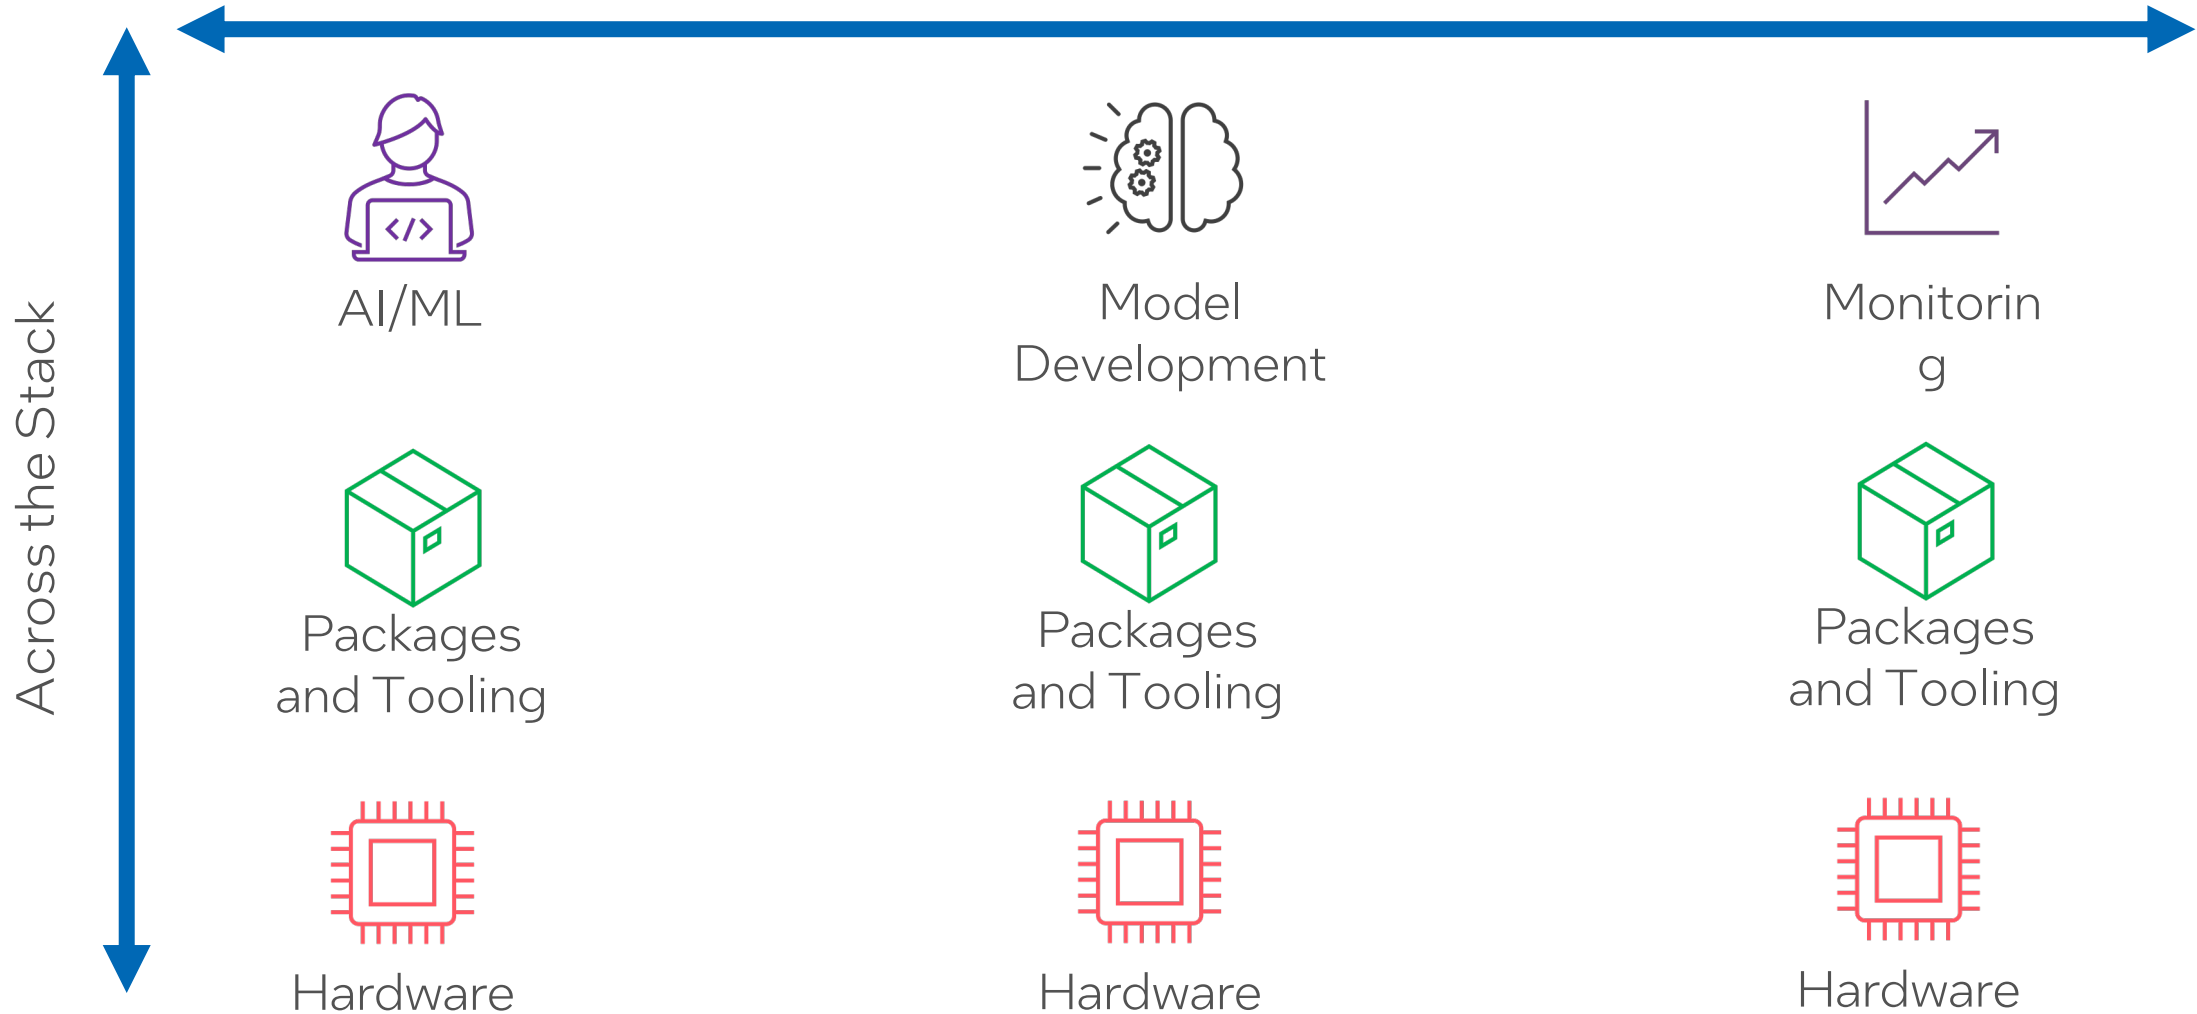 Across the Stack
AI/ML
Model
Development
Monitorin
g
Packages
and Tooling
Packages
and Tooling
Packages
and Tooling
Hardware
Hardware
Hardware